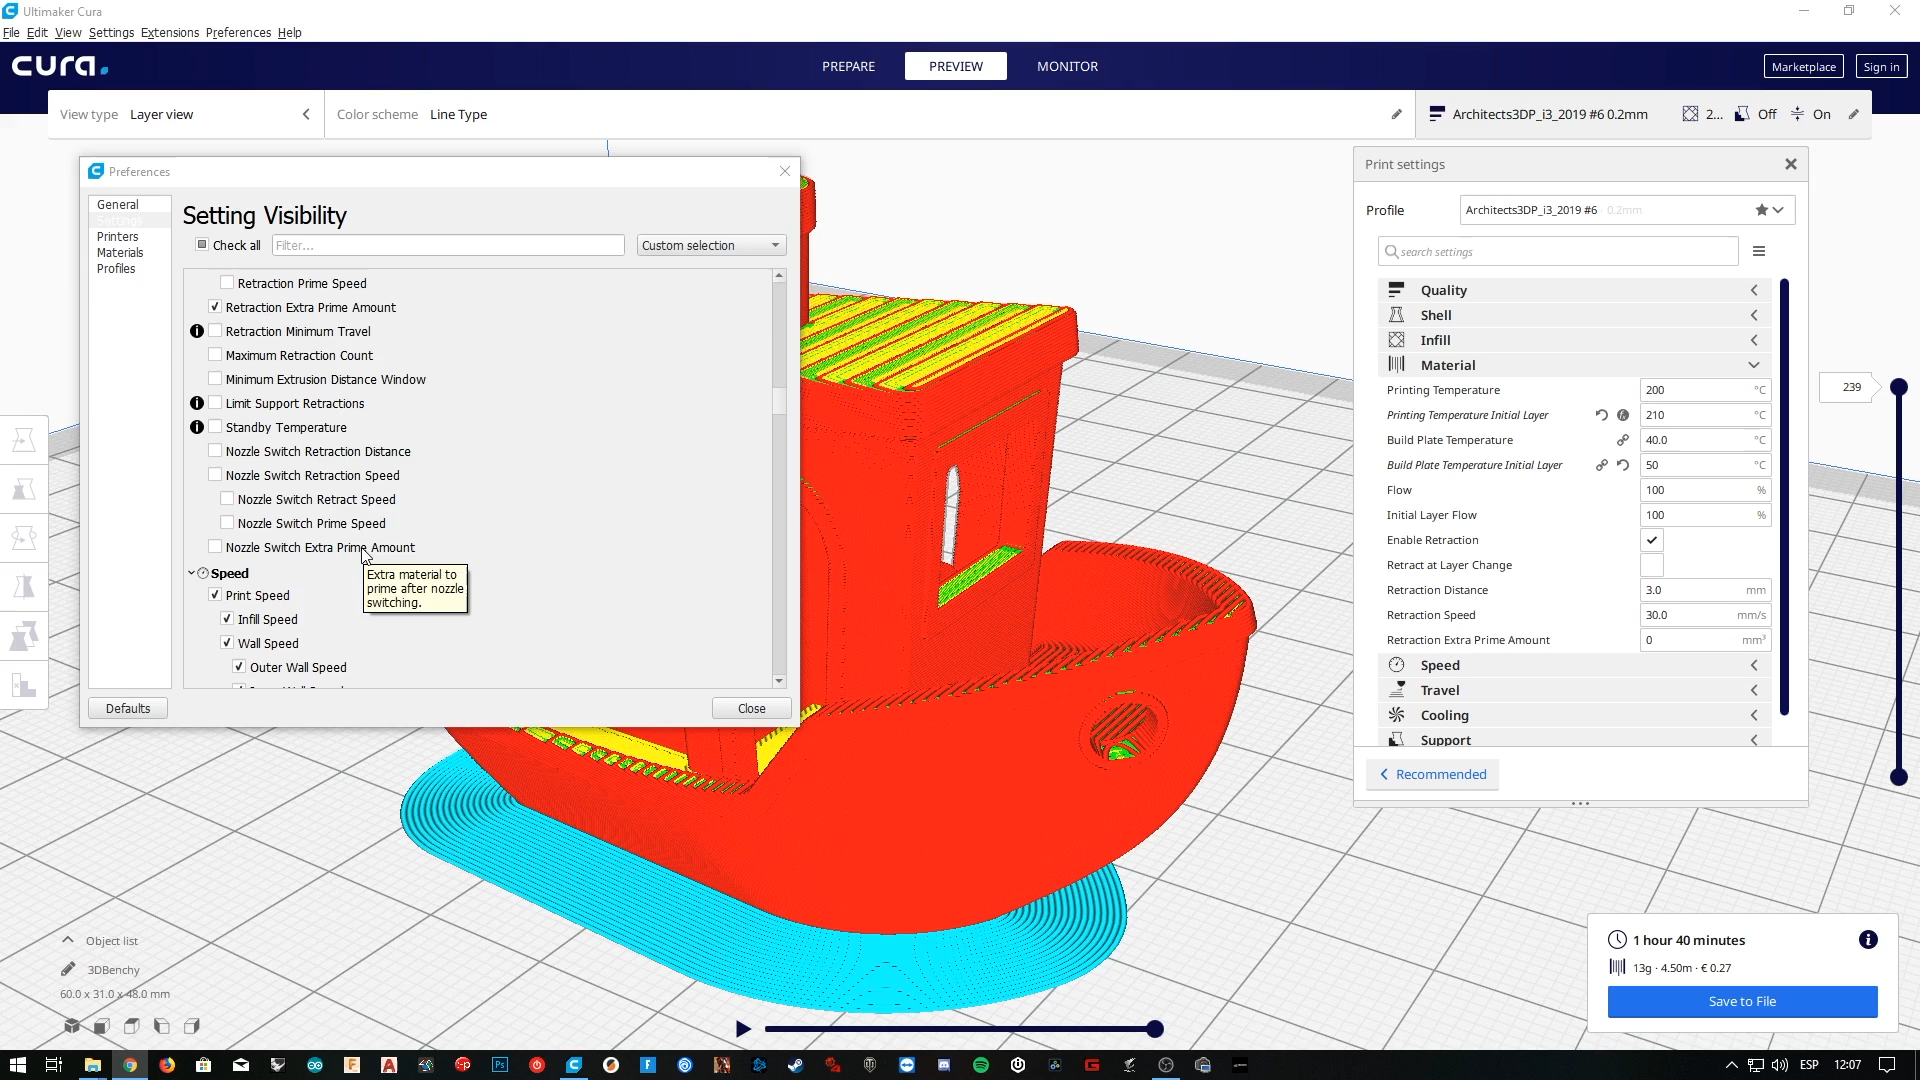 Ultimaker Cura
File Edit View Settings Extensions Preferences Help
cura.
PREPARE
PREVIEW
MONITOR
Marketplace
Sign in
View type Layer view
Color scheme Line Type
Architects3DP_i3_2019 #6 0.2mm
2...
Off
On
Preferences
General
Settings
Printers
Materials
Profiles
Setting Visibility
Check all
Filter...
Custom selection
Retraction Prime Speed
Retraction Extra Prime Amount
Retraction Minimum Travel
Maximum Retraction Count
Minimum Extrusion Distance Window
Limit Support Retractions
Standby Temperature
Nozzle Switch Retraction Distance
Nozzle Switch Retraction Speed
Nozzle Switch Retract Speed
Nozzle Switch Prime Speed
Nozzle Switch Extra Prime Amount
Extra material to
prime after nozzle
switching.
Speed
Print Speed
Infill Speed
Wall Speed
Outer Wall Speed
Defaults
Close
Print settings
Profile
Architects3DP_i3_2019 #6 0.2mm
search settings
Quality
Shell
Infill
Material
Printing Temperature 200 °C
Printing Temperature Initial Layer 210 °C
Build Plate Temperature 40.0 °C
Build Plate Temperature Initial Layer 50 °C
Flow 100 %
Initial Layer Flow 100 %
Enable Retraction
Retract at Layer Change
Retraction Distance 3.0 mm
Retraction Speed 30.0 mm/s
Retraction Extra Prime Amount 0 mm³
Speed
Travel
Cooling
Support
Recommended
239
Object list
3DBenchy
60.0 x 31.0 x 48.0 mm
1 hour 40 minutes
13g · 4.50m · € 0.27
Save to File
ESP
12:07